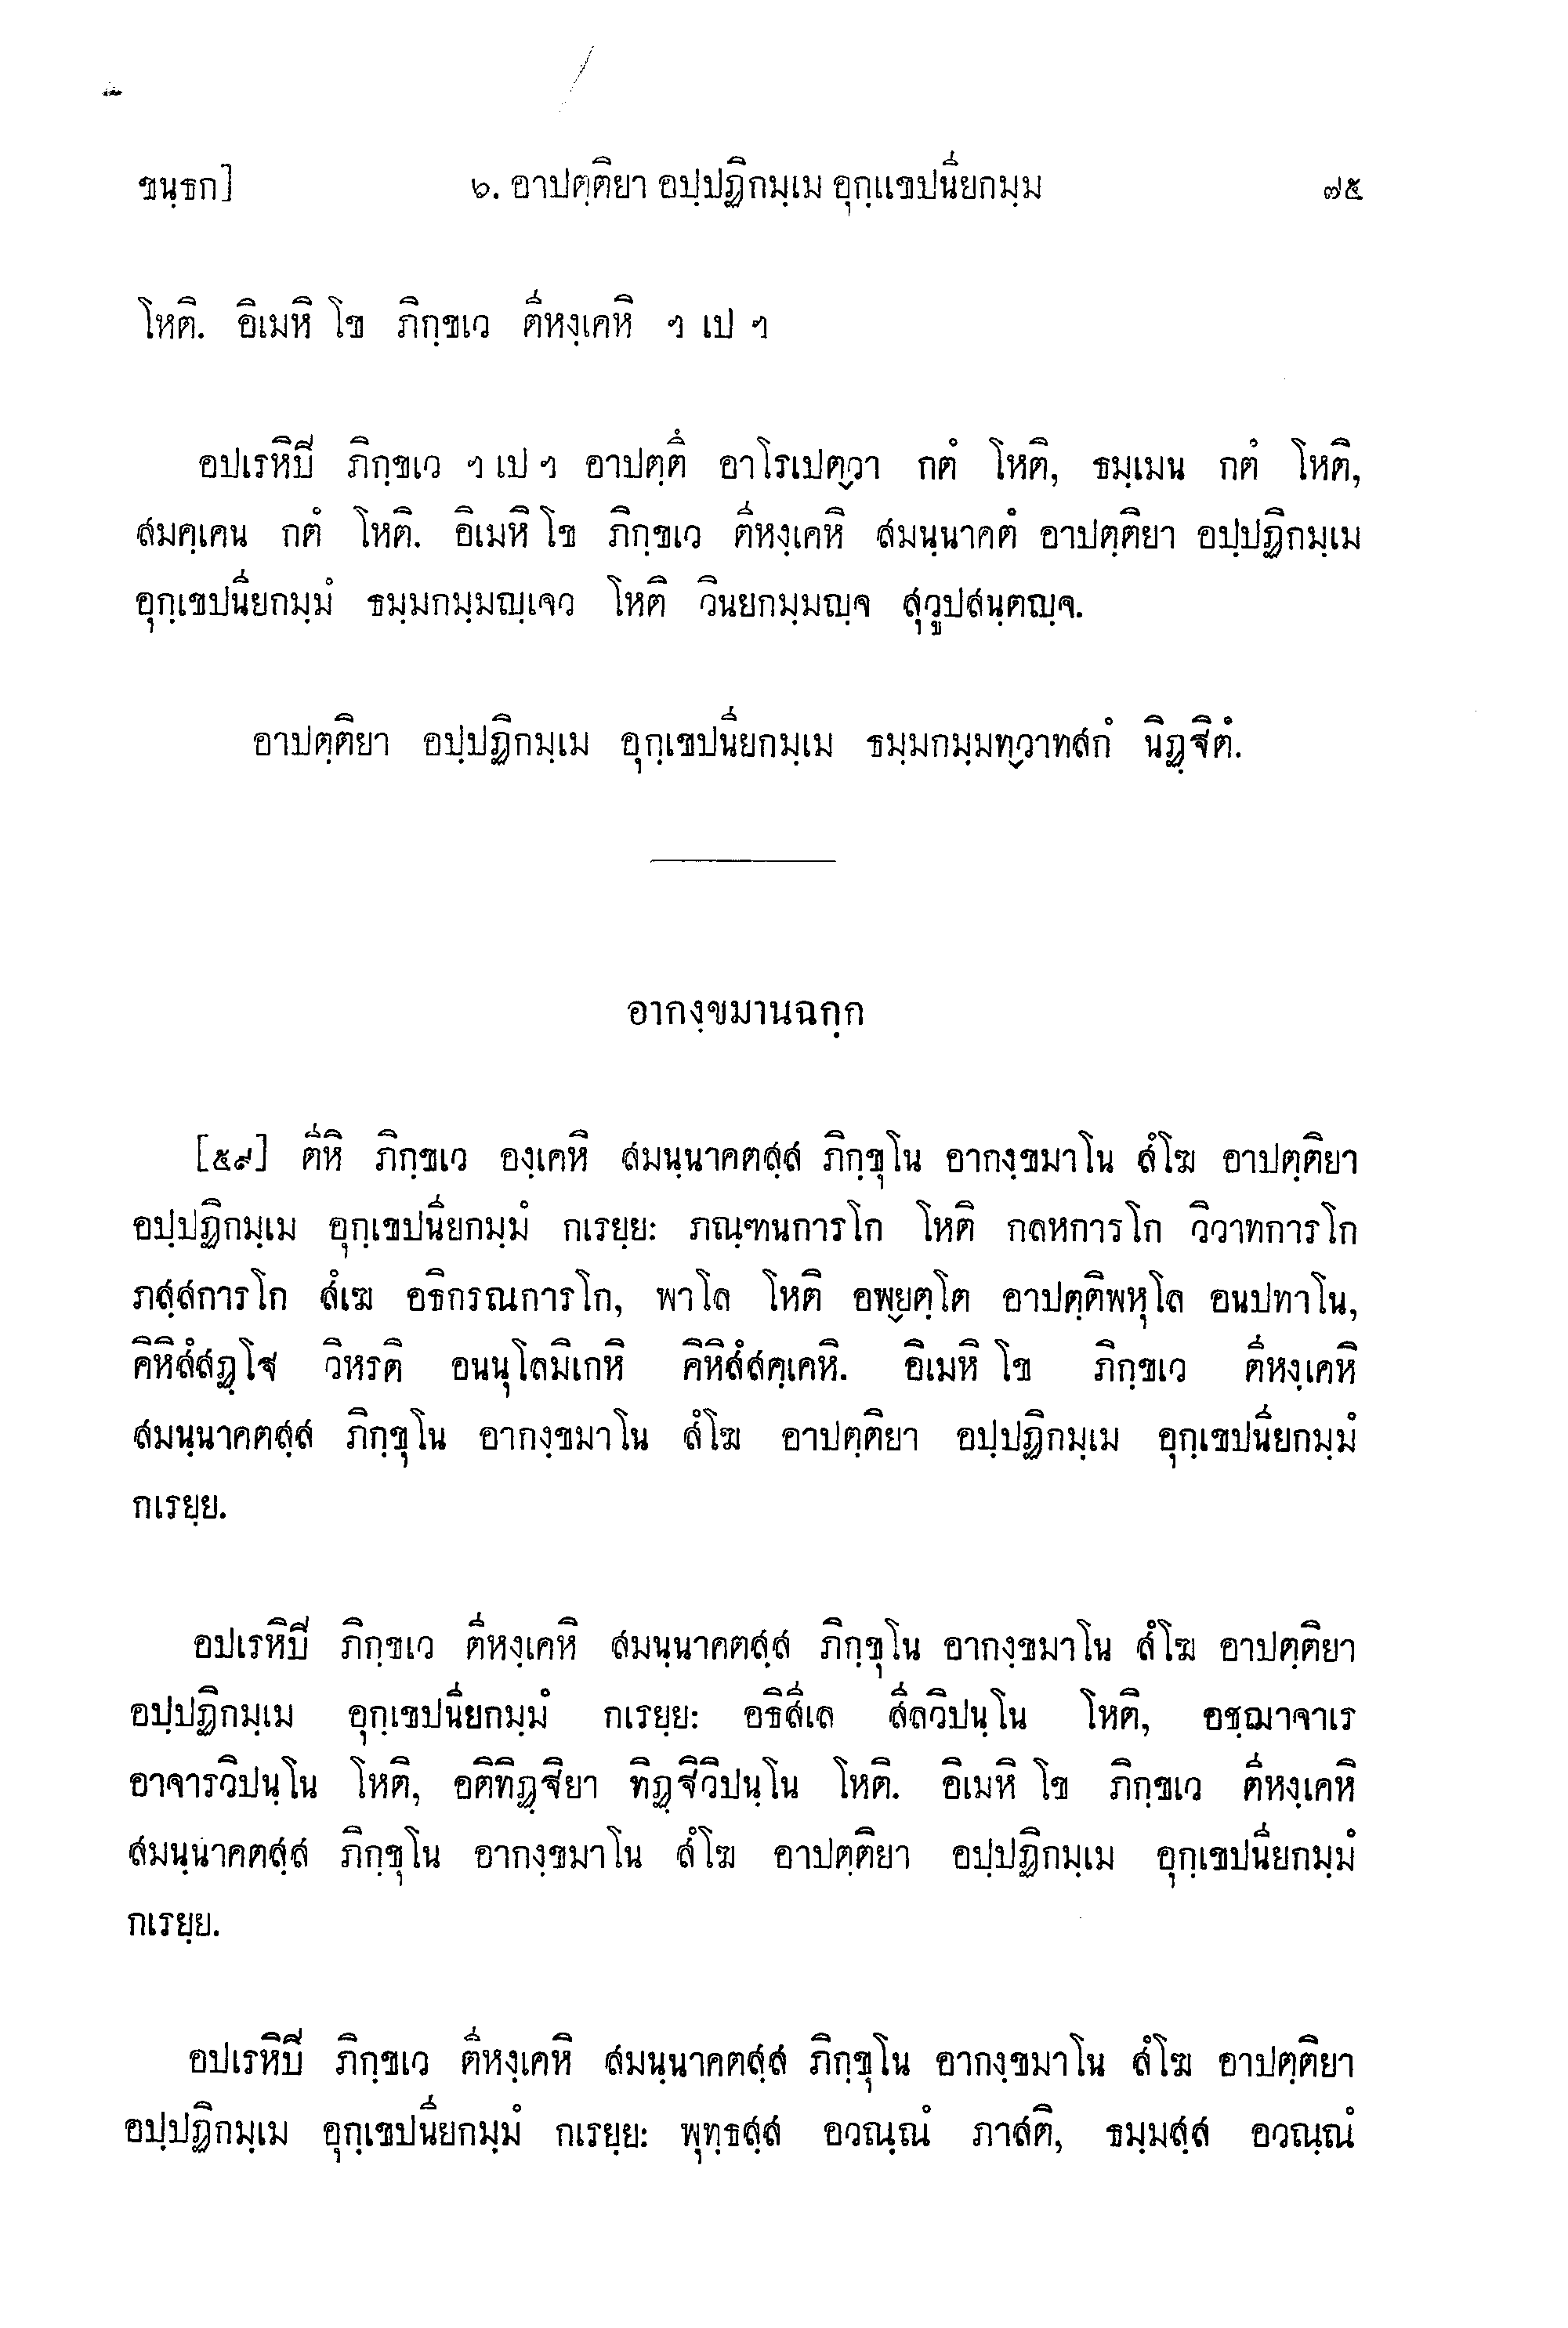 ขนฺธก]
๖. อาปตฺติยา อปฺปฏิกมฺเม อุกฺแขปนียกมฺม
๗๕
โหติ. อิเมหิ โข ภิกฺขเว ตีหงฺเคหิ ฯ เป ฯ
อปเรหิปิ ภิกฺขเว ฯ เป ฯ อาปตฺตึ อาโรเปตฺวา กตํ โหติ, ธมฺเมน กตํ โหติ,
สมคฺเคน กตํ โหติ. อิเมหิ โข ภิกฺขเว ตีหงฺเคหิ สมนฺนาคตํ อาปตฺติยา อปฺปฏิกมฺเม
อุกฺเขปนียกมฺมํ ธมฺมกมฺมญฺเจว โหติ วินยกมฺมญฺจ สุวูปสนฺตญฺจ.
อาปตฺติยา อปฺปฏิกมฺเม อุกฺเขปนียกมฺเม ธมฺมกมฺมทฺวาทสกํ นิฏฺฐิตํ.
อากงฺขมานฉกฺก
[๕๙] ตีหิ ภิกฺขเว องฺเคหิ สมนฺนาคตสฺส ภิกฺขุโน อากงฺขมาโน สํโฆ อาปตฺติยา
อปฺปฏิกมฺเม อุกฺเขปนียกมฺมํ กเรยฺย: ภณฺฑนการโก โหติ กลหการโก วิวาทการโก
ภสฺสการโก สํเฆ อธิกรณการโก, พาโล โหติ อพฺยตฺโต อาปตฺติพหุโล อนปทาโน,
คิหิสํสฏฺโฐ วิหรติ อนนุโลมิเกหิ คิหิสํสคฺเคหิ. อิเมหิ โข ภิกฺขเว ตีหงฺเคหิ
สมนฺนาคตสฺส ภิกฺขุโน อากงฺขมาโน สํโฆ อาปตฺติยา อปฺปฏิกมฺเม อุกฺเขปนียกมฺมํ
กเรยฺย.
อปเรหิปิ ภิกฺขเว ตีหงฺเคหิ สมนฺนาคตสฺส ภิกฺขุโน อากงฺขมาโน สํโฆ อาปตฺติยา
อปฺปฏิกมฺเม อุกฺเขปนียกมฺมํ กเรยฺย: อธิสีเล สีลวิปนฺโน โหติ, อชฺฌาจาเร
อาจารวิปนฺโน โหติ, อติทิฏฺฐิยา ทิฏฺฐิวิปนฺโน โหติ. อิเมหิ โข ภิกฺขเว ตีหงฺเคหิ
สมนฺนาคตสฺส ภิกฺขุโน อากงฺขมาโน สํโฆ อาปตฺติยา อปฺปฏิกมฺเม อุกฺเขปนียกมฺมํ
กเรยฺย.
อปเรหิปิ ภิกฺขเว ตีหงฺเคหิ สมนฺนาคตสฺส ภิกฺขุโน อากงฺขมาโน สํโฆ อาปตฺติยา
อปฺปฏิกมฺเม อุกฺเขปนียกมฺมํ กเรยฺย: พุทฺธสฺส อวณฺณํ ภาสติ, ธมฺมสฺส อวณฺณํ